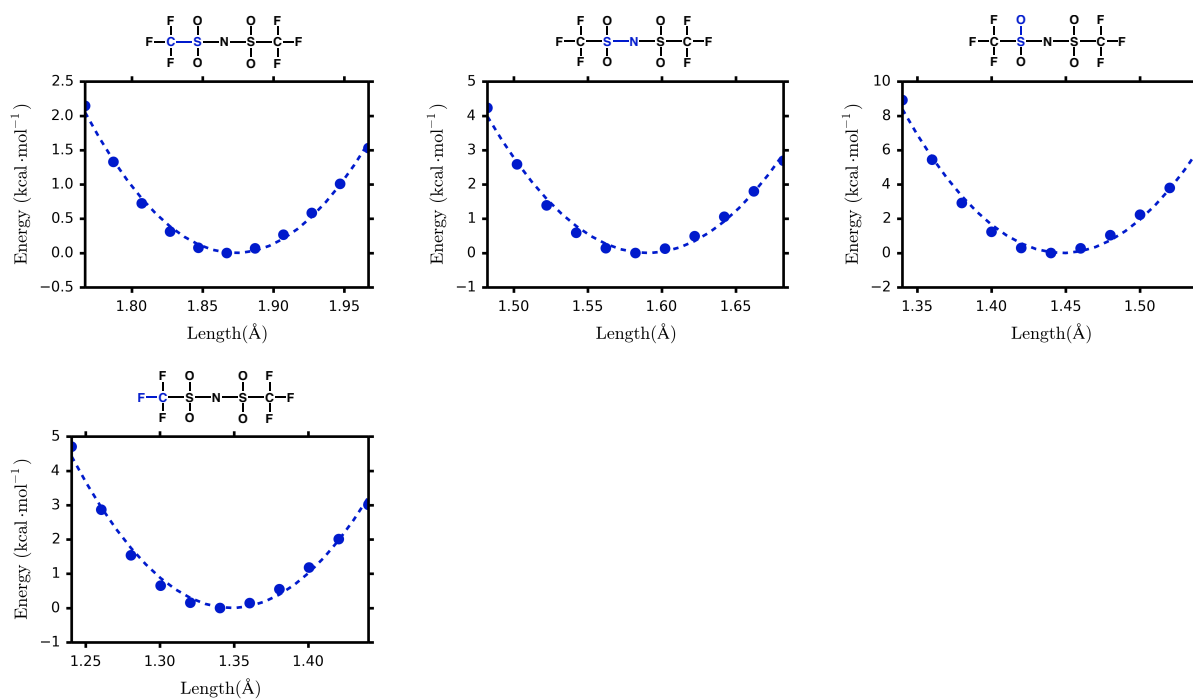 F O O F
F C S N S C F
F O O F
2.5
2.0
1.5
1.0
0.5
0.0
−0.5
Energy (kcal·mol⁻¹)
1.80 1.85 1.90 1.95
Length(Å)
F O O F
F C S N S C F
F O O F
5
4
3
2
1
0
−1
Energy (kcal·mol⁻¹)
1.50 1.55 1.60 1.65
Length(Å)
F O O F
F C S N S C F
F O O F
10
8
6
4
2
0
−2
Energy (kcal·mol⁻¹)
1.35 1.40 1.45 1.50
Length(Å)
F O O F
F C S N S C F
F O O F
5
4
3
2
1
0
−1
Energy (kcal·mol⁻¹)
1.25 1.30 1.35 1.40
Length(Å)